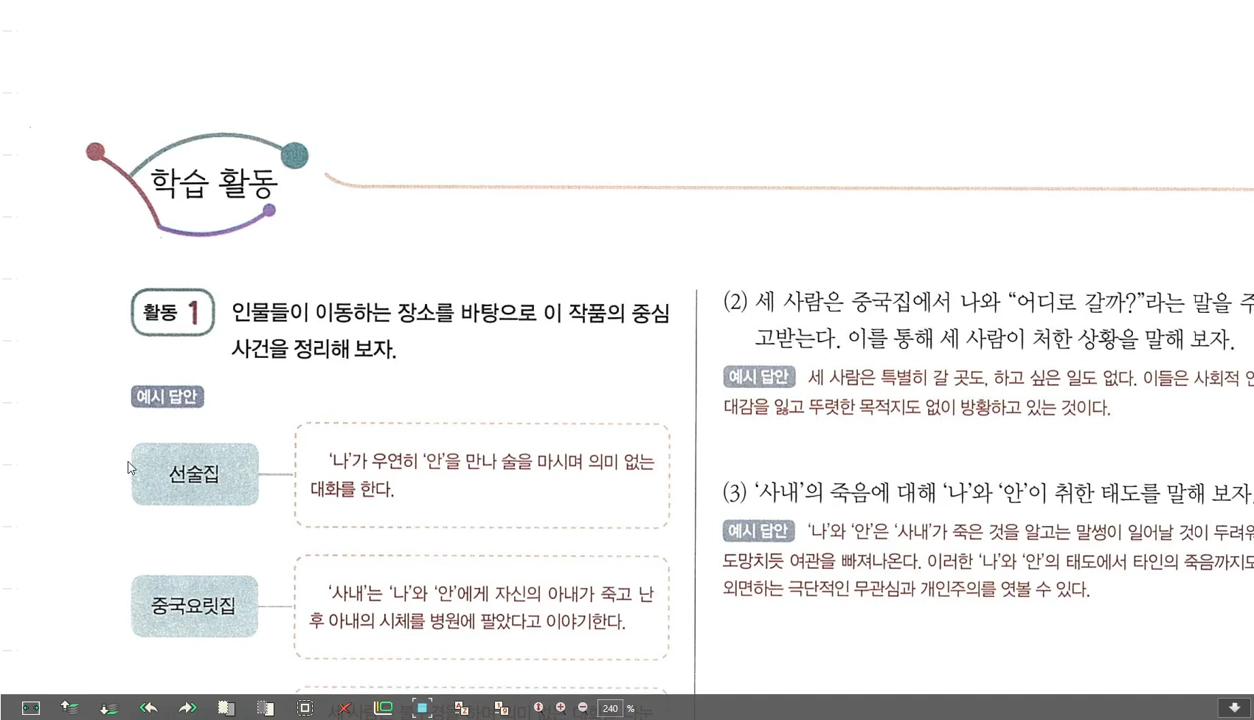 학습 활동
활동 1 인물들이 이동하는 장소를 바탕으로 이 작품의 중심
사건을 정리해 보자.
예시 답안
선술집
‘나’가 우연히 ‘안’을 만나 술을 마시며 의미 없는
대화를 한다.
중국요릿집
‘사내’는 ‘나’와 ‘안’에게 자신의 아내가 죽고 난
후 아내의 시체를 병원에 팔았다고 이야기한다.
(2) 세 사람은 중국집에서 나와 “어디로 갈까?”라는 말을 주
고받는다. 이를 통해 세 사람이 처한 상황을 말해 보자.
예시 답안 세 사람은 특별히 갈 곳도, 하고 싶은 일도 없다. 이들은 사회적
대감을 잃고 뚜렷한 목적지도 없이 방황하고 있는 것이다.
(3) ‘사내’의 죽음에 대해 ‘나’와 ‘안’이 취한 태도를 말해 보자.
예시 답안 ‘나’와 ‘안’은 ‘사내’가 죽은 것을 알고는 말썽이 일어날 것이 두려워
도망치듯 여관을 빠져나온다. 이러한 ‘나’와 ‘안’의 태도에서 타인의 죽음까지도
외면하는 극단적인 무관심과 개인주의를 엿볼 수 있다.
240 %